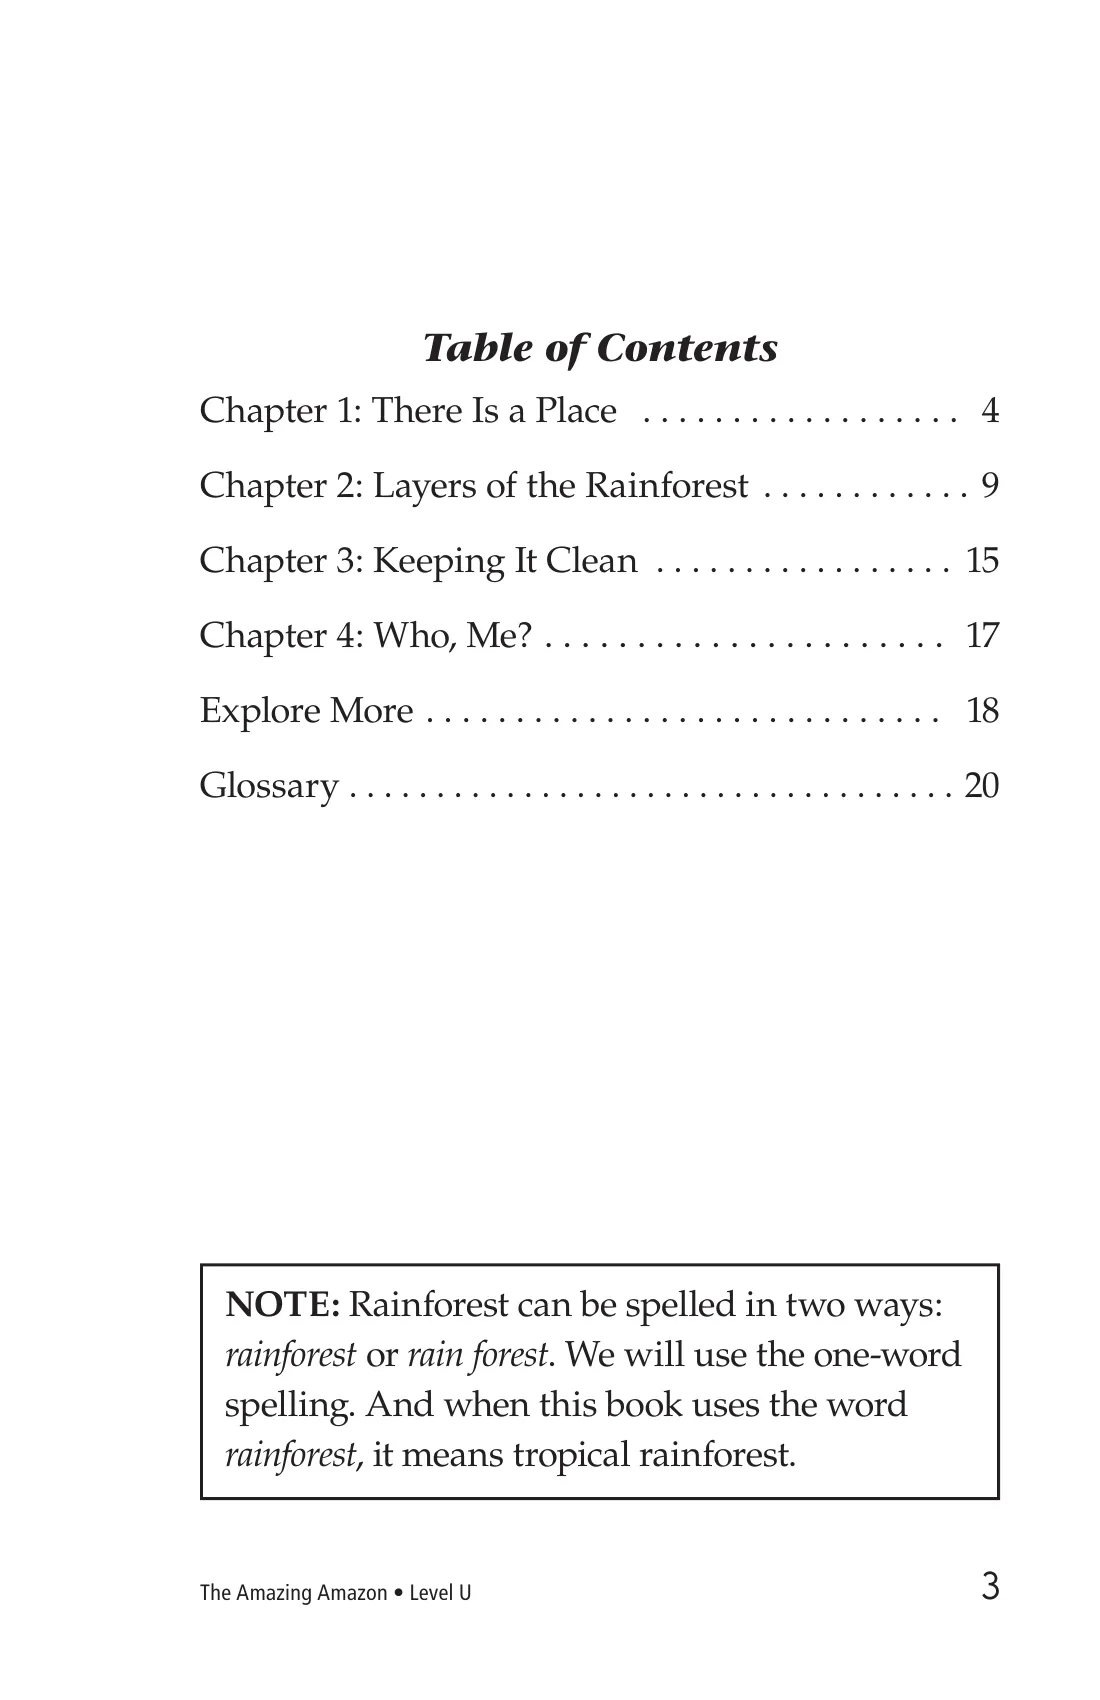 Table of Contents
Chapter 1: There Is a Place . . . . . . . . . . . . . . . . . . 4
Chapter 2: Layers of the Rainforest . . . . . . . . . . . . 9
Chapter 3: Keeping It Clean . . . . . . . . . . . . . . . . . 15
Chapter 4: Who, Me? . . . . . . . . . . . . . . . . . . . . . . . 17
Explore More . . . . . . . . . . . . . . . . . . . . . . . . . . . . . 18
Glossary . . . . . . . . . . . . . . . . . . . . . . . . . . . . . . . . . . . 20
NOTE: Rainforest can be spelled in two ways:
rainforest or rain forest. We will use the one-word
spelling. And when this book uses the word
rainforest, it means tropical rainforest.
The Amazing Amazon • Level U 3